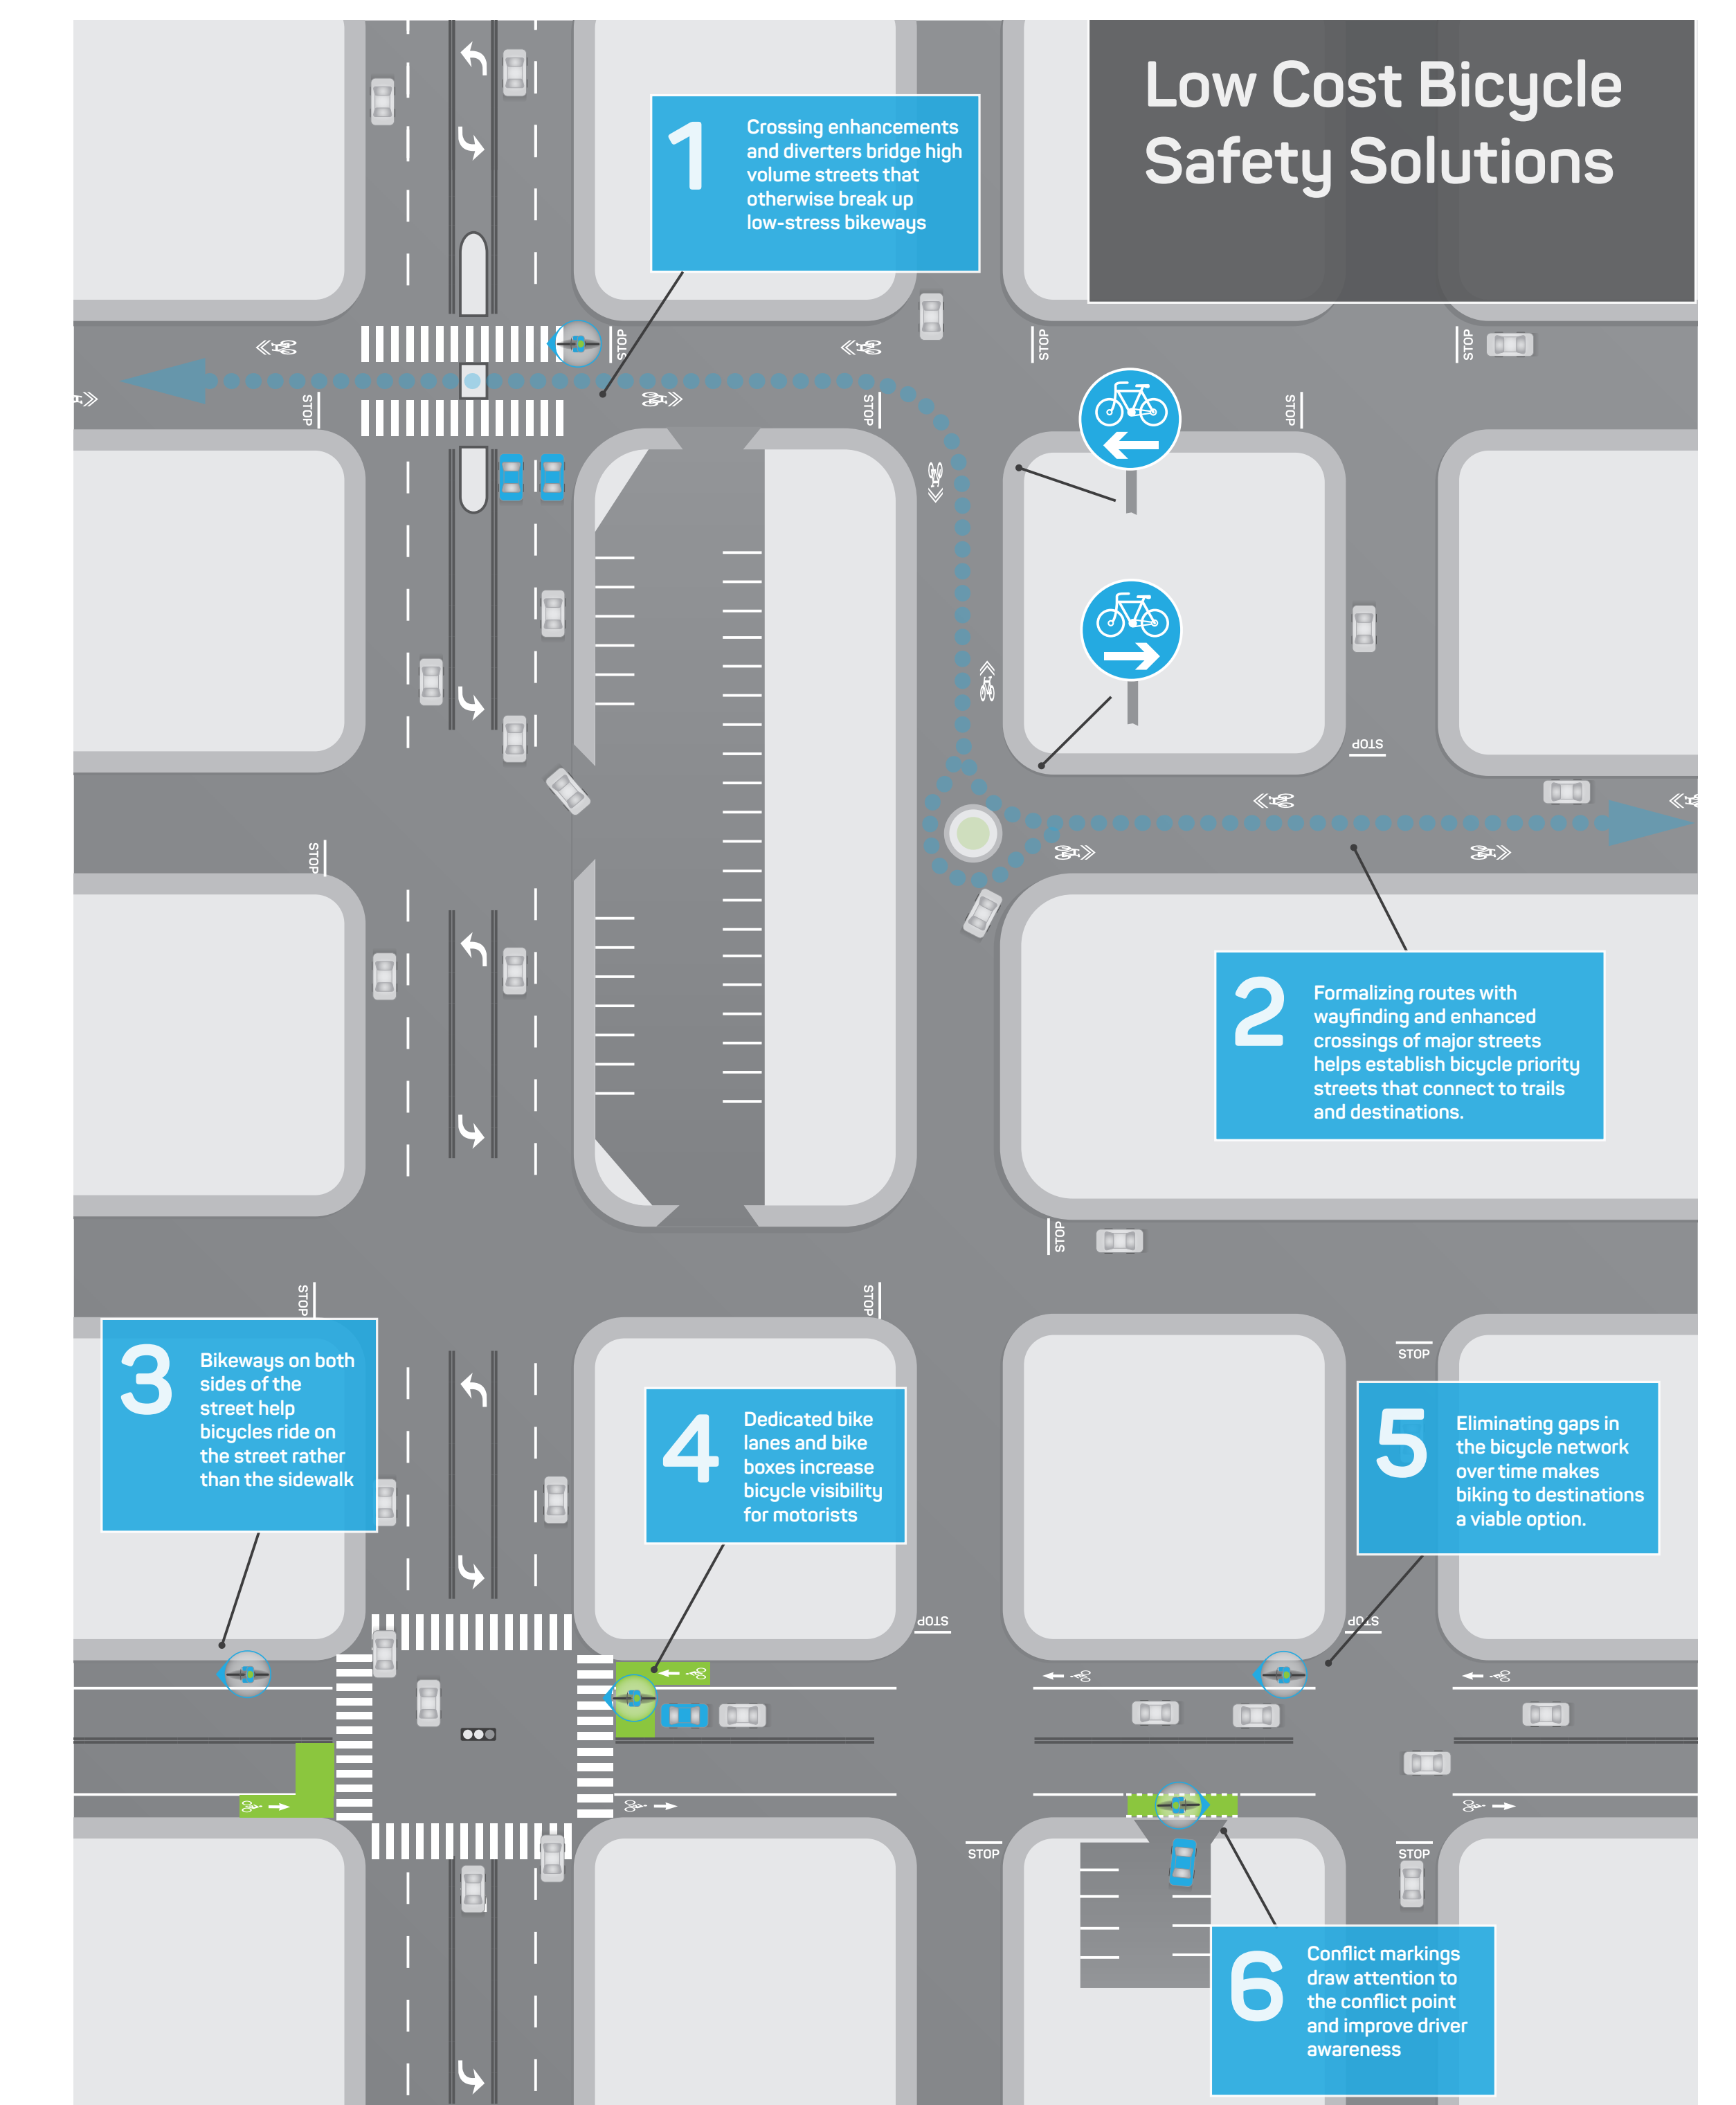 Low Cost Bicycle
Safety Solutions
1
Crossing enhancements
and diverters bridge high
volume streets that
otherwise break up
low-stress bikeways
STOP
STOP
STOP
STOP
STOP
STOP
STOP
STOP
2
Formalizing routes with
wayfinding and enhanced
crossings of major streets
helps establish bicycle priority
streets that connect to trails
and destinations.
STOP
STOP
STOP
STOP
3
Bikeways on both
sides of the
street help
bicycles ride on
the street rather
than the sidewalk
4
Dedicated bike
lanes and bike
boxes increase
bicycle visibility
for motorists
5
Eliminating gaps in
the bicycle network
over time makes
biking to destinations
a viable option.
STOP
STOP
STOP
STOP
6
Conflict markings
draw attention to
the conflict point
and improve driver
awareness